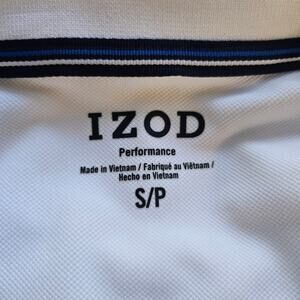 IZOD
Performance
Made in Vietnam / Fabriqué au Viêtnam /
Hecho en Vietnam
S/P